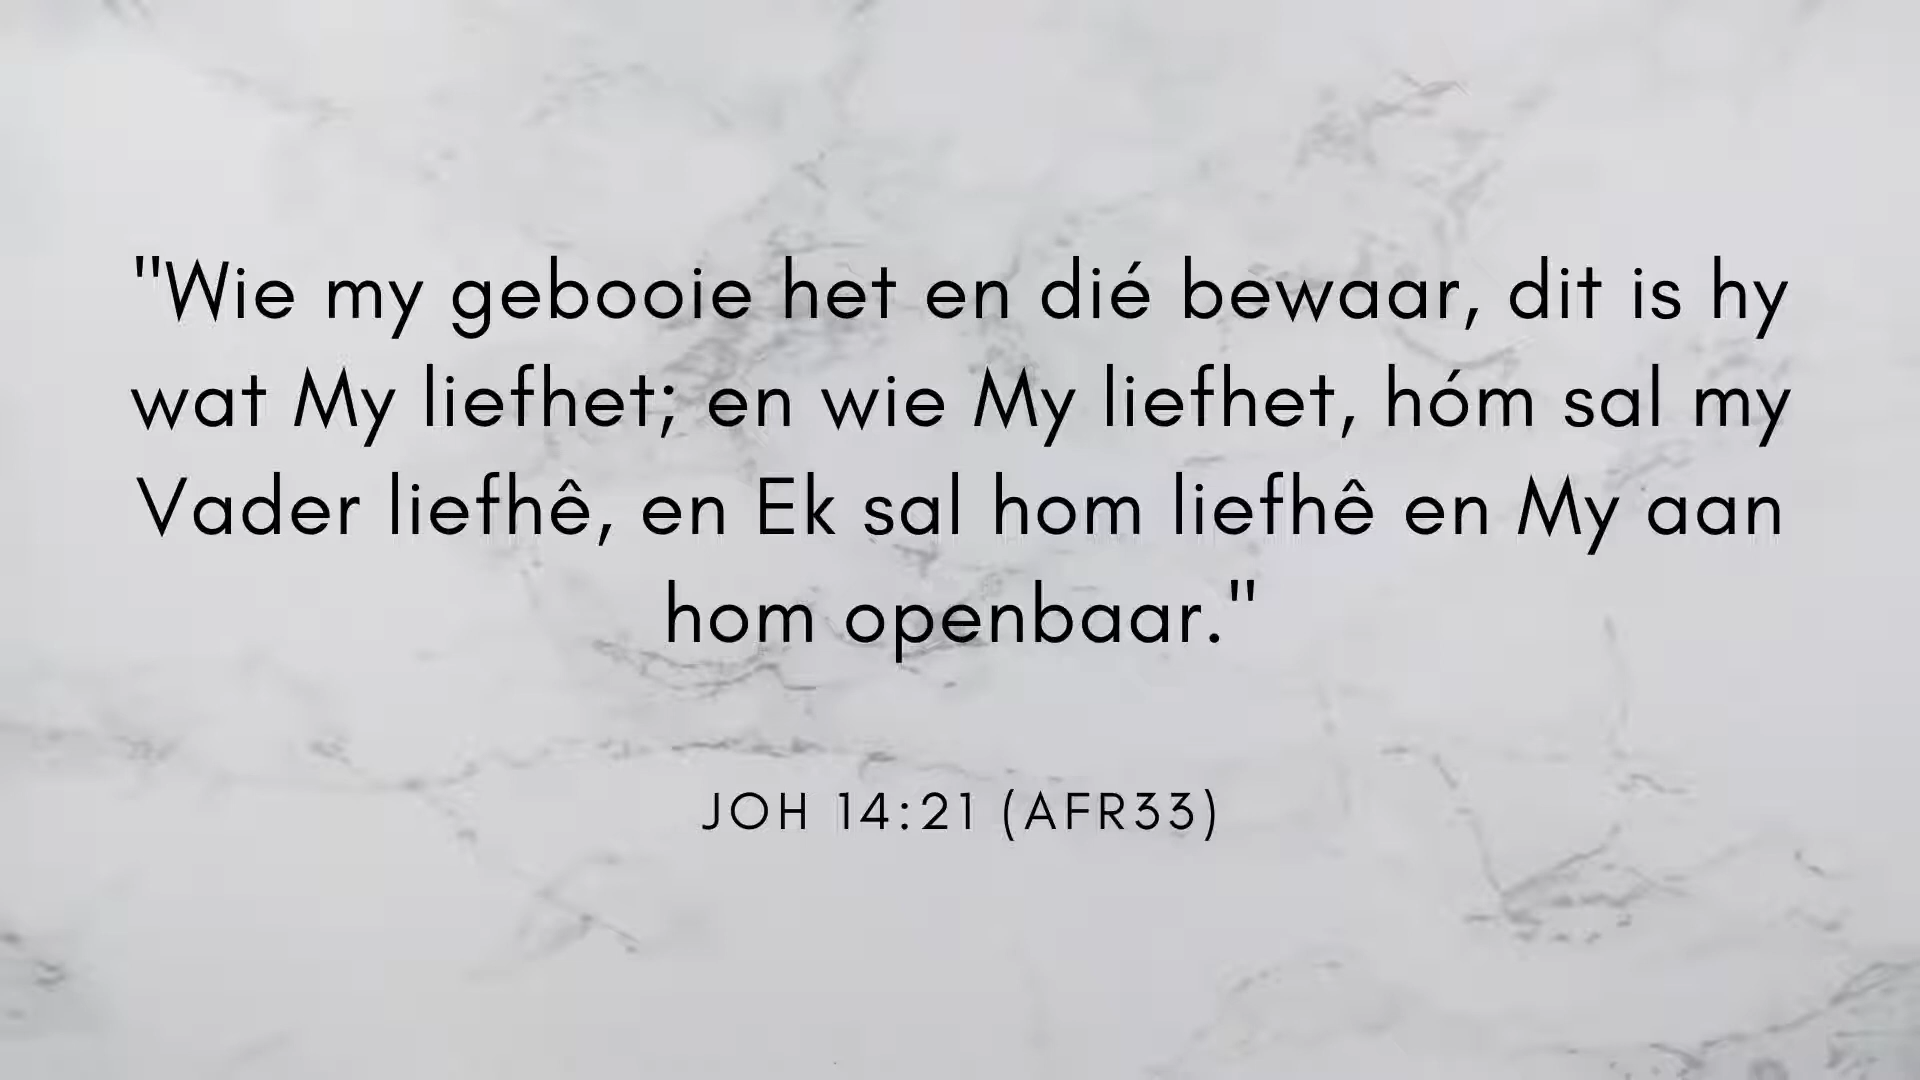 "Wie my gebooie het en dié bewaar, dit is hy
wat My liefhet; en wie My liefhet, hóm sal my
Vader liefhê, en Ek sal hom liefhê en My aan
hom openbaar."
JOH 14:21 (AFR33)